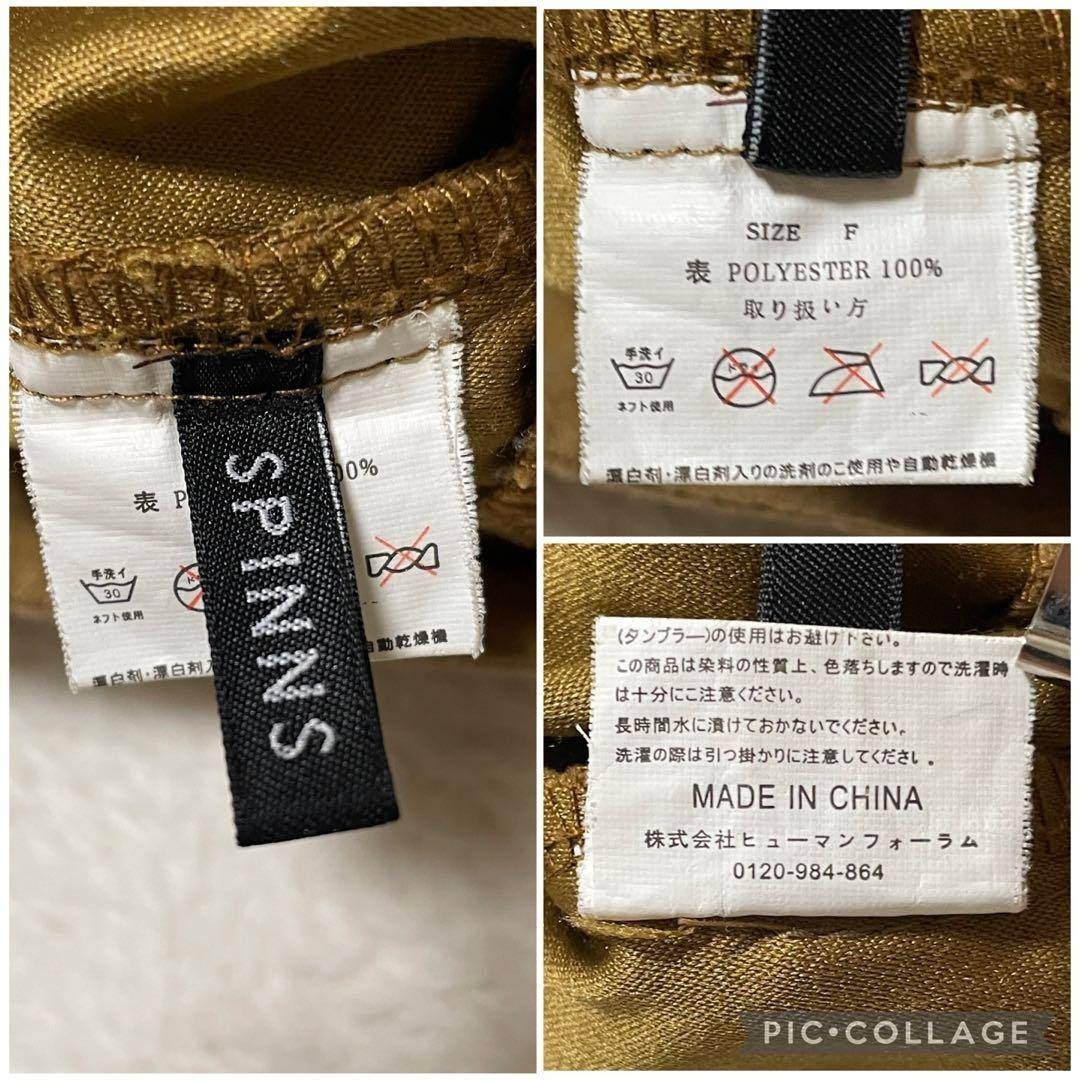 SPINNS
表 P
00%
手洗イ
30
ネフト使用
漂白剤・漂白剤入
自動乾燥機
SIZE F
表 POLYESTER 100%
取り扱い方
手洗イ
30
ネフト使用
ドライ
漂白剤・漂白剤入りの洗剤のご使用や自動乾燥機
(タンブラー)の使用はお避け下さい。
この商品は染料の性質上、色落ちしますので洗濯時
は十分にご注意ください。
長時間水に漬けておかないでください。
洗濯の際は引っ掛かりに注意してください。
MADE IN CHINA
株式会社ヒューマンフォーラム
0120-984-864
PIC•COLLAGE